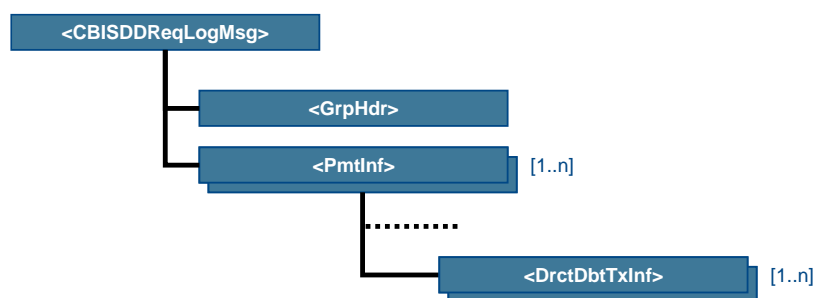 <CBISDDReqLogMsg>
<GrpHdr>
<PmtInf> [1..n]
<DrctDbtTxInf> [1..n]